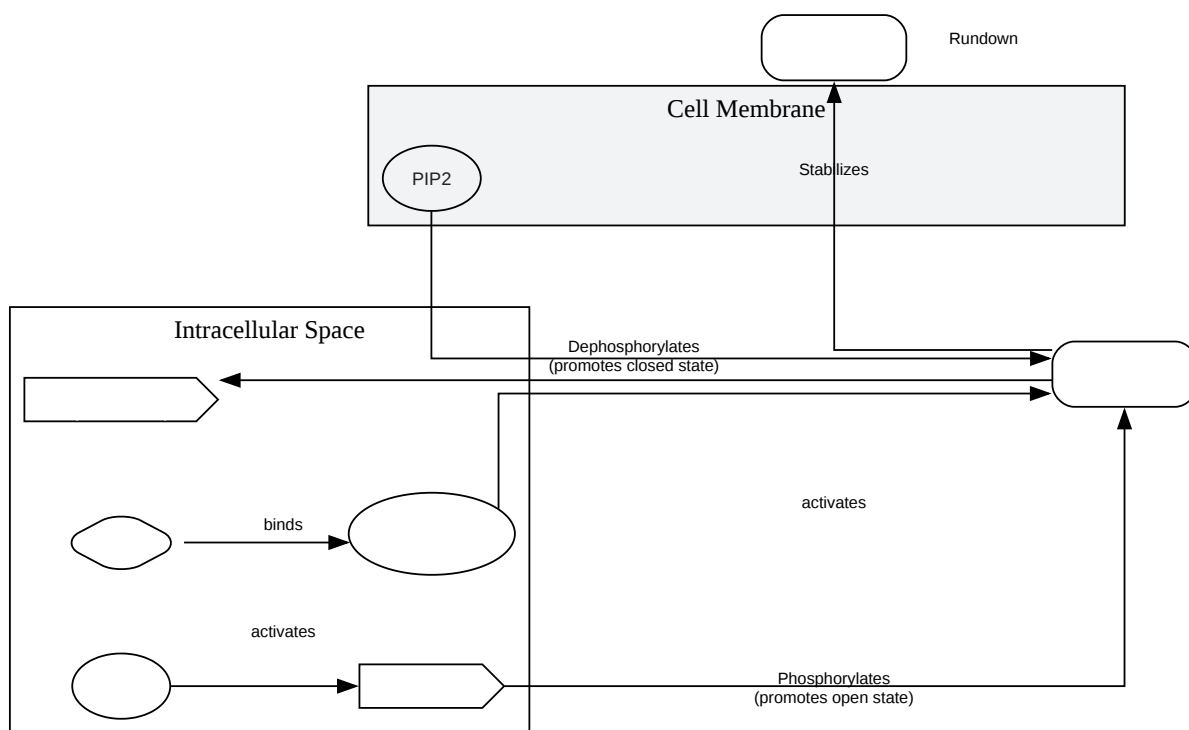 Rundown
Cell Membrane
PIP2
Stabilizes
Intracellular Space
Dephosphorylates
(promotes closed state)
activates
binds
activates
Phosphorylates
(promotes open state)